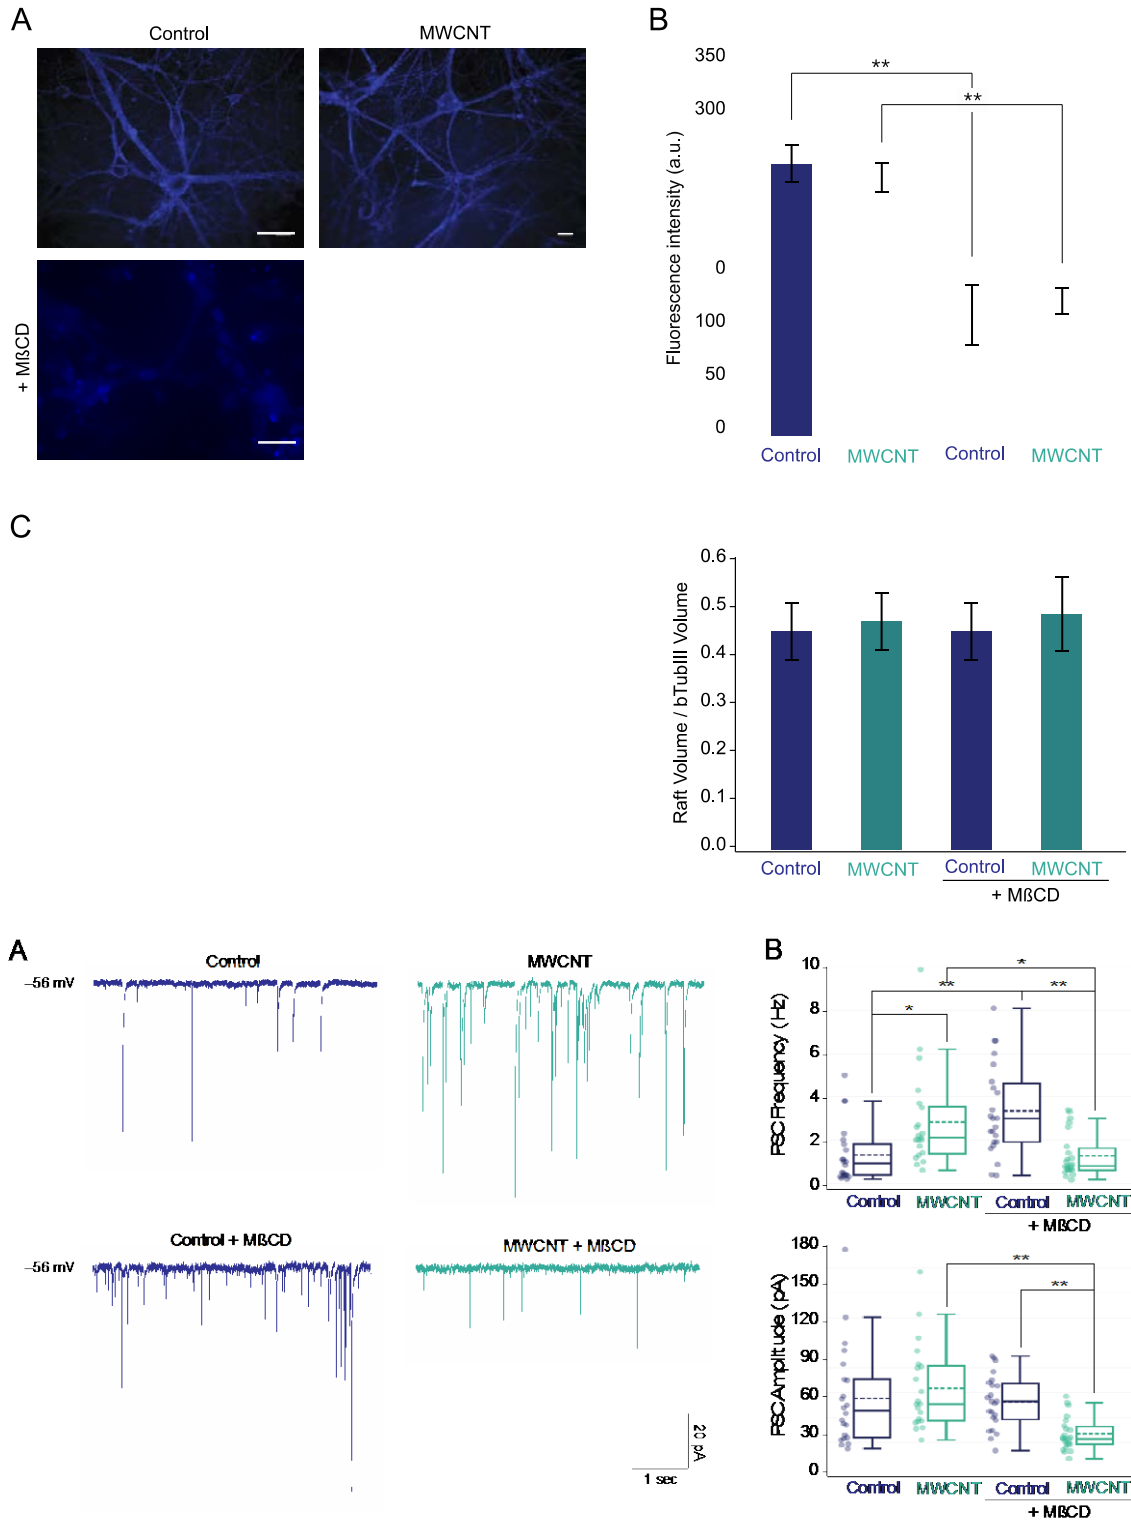 A
Control
MWCNT
+ MßCD
B
Fluorescence intensity (a.u.)
350
300
0
100
50
0
**
**
Control
MWCNT
Control
MWCNT
C
Raft Volume / bTubIII Volume
0.6
0.5
0.4
0.3
0.2
0.1
0.0
Control
MWCNT
Control
MWCNT
+ MßCD
A
Control
MWCNT
–56 mV
Control + MßCD
MWCNT + MßCD
–56 mV
20 pA
1 sec
B
PSC Frequency (Hz)
10
8
6
4
2
0
*
**
**
*
Control
MWCNT
Control
MWCNT
+ MßCD
PSC Amplitude (pA)
180
150
120
90
60
30
0
**
**
Control
MWCNT
Control
MWCNT
+ MßCD